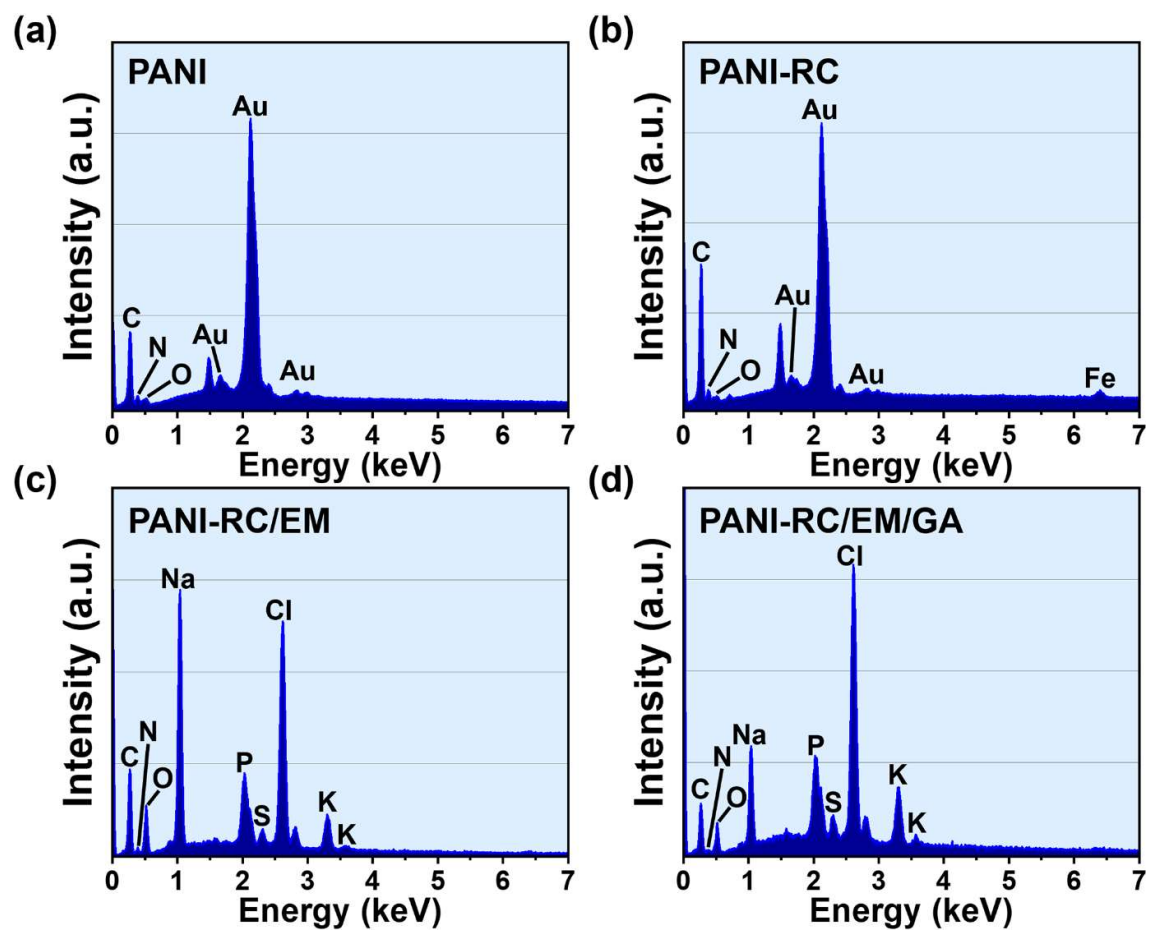 (a)
PANI
Au
C
N
O
Au
Au
Intensity (a.u.)
0 1 2 3 4 5 6 7
Energy (keV)
(b)
PANI-RC
Au
C
Au
N
O
Au
Fe
Intensity (a.u.)
0 1 2 3 4 5 6 7
Energy (keV)
(c)
PANI-RC/EM
Na
Cl
N
C
O
P
S
K
K
Intensity (a.u.)
0 1 2 3 4 5 6 7
Energy (keV)
(d)
PANI-RC/EM/GA
Cl
Na
N
P
C
O
K
S
K
Intensity (a.u.)
0 1 2 3 4 5 6 7
Energy (keV)